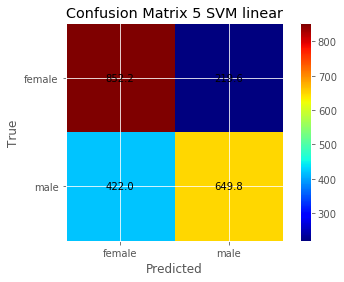 Confusion Matrix 5 SVM linear
female
male
True
422.0 649.8
female male
Predicted
800
700
600
500
400
300